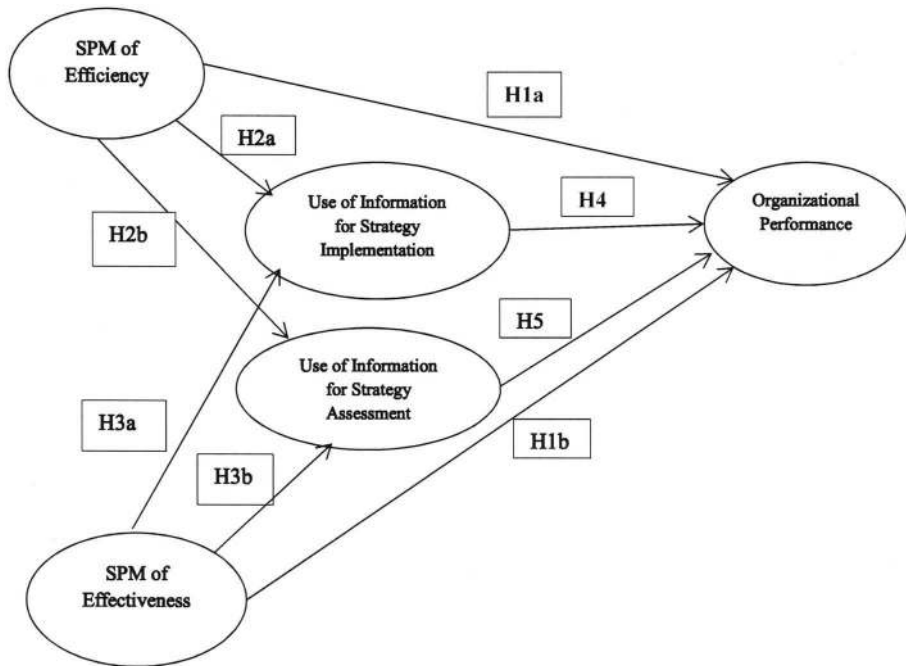 SPM of
Efficiency
H1a
H2a
Use of Information
for Strategy
Implementation
H4
Organizational
Performance
H2b
H5
Use of Information
for Strategy
Assessment
H3a
H1b
H3b
SPM of
Effectiveness